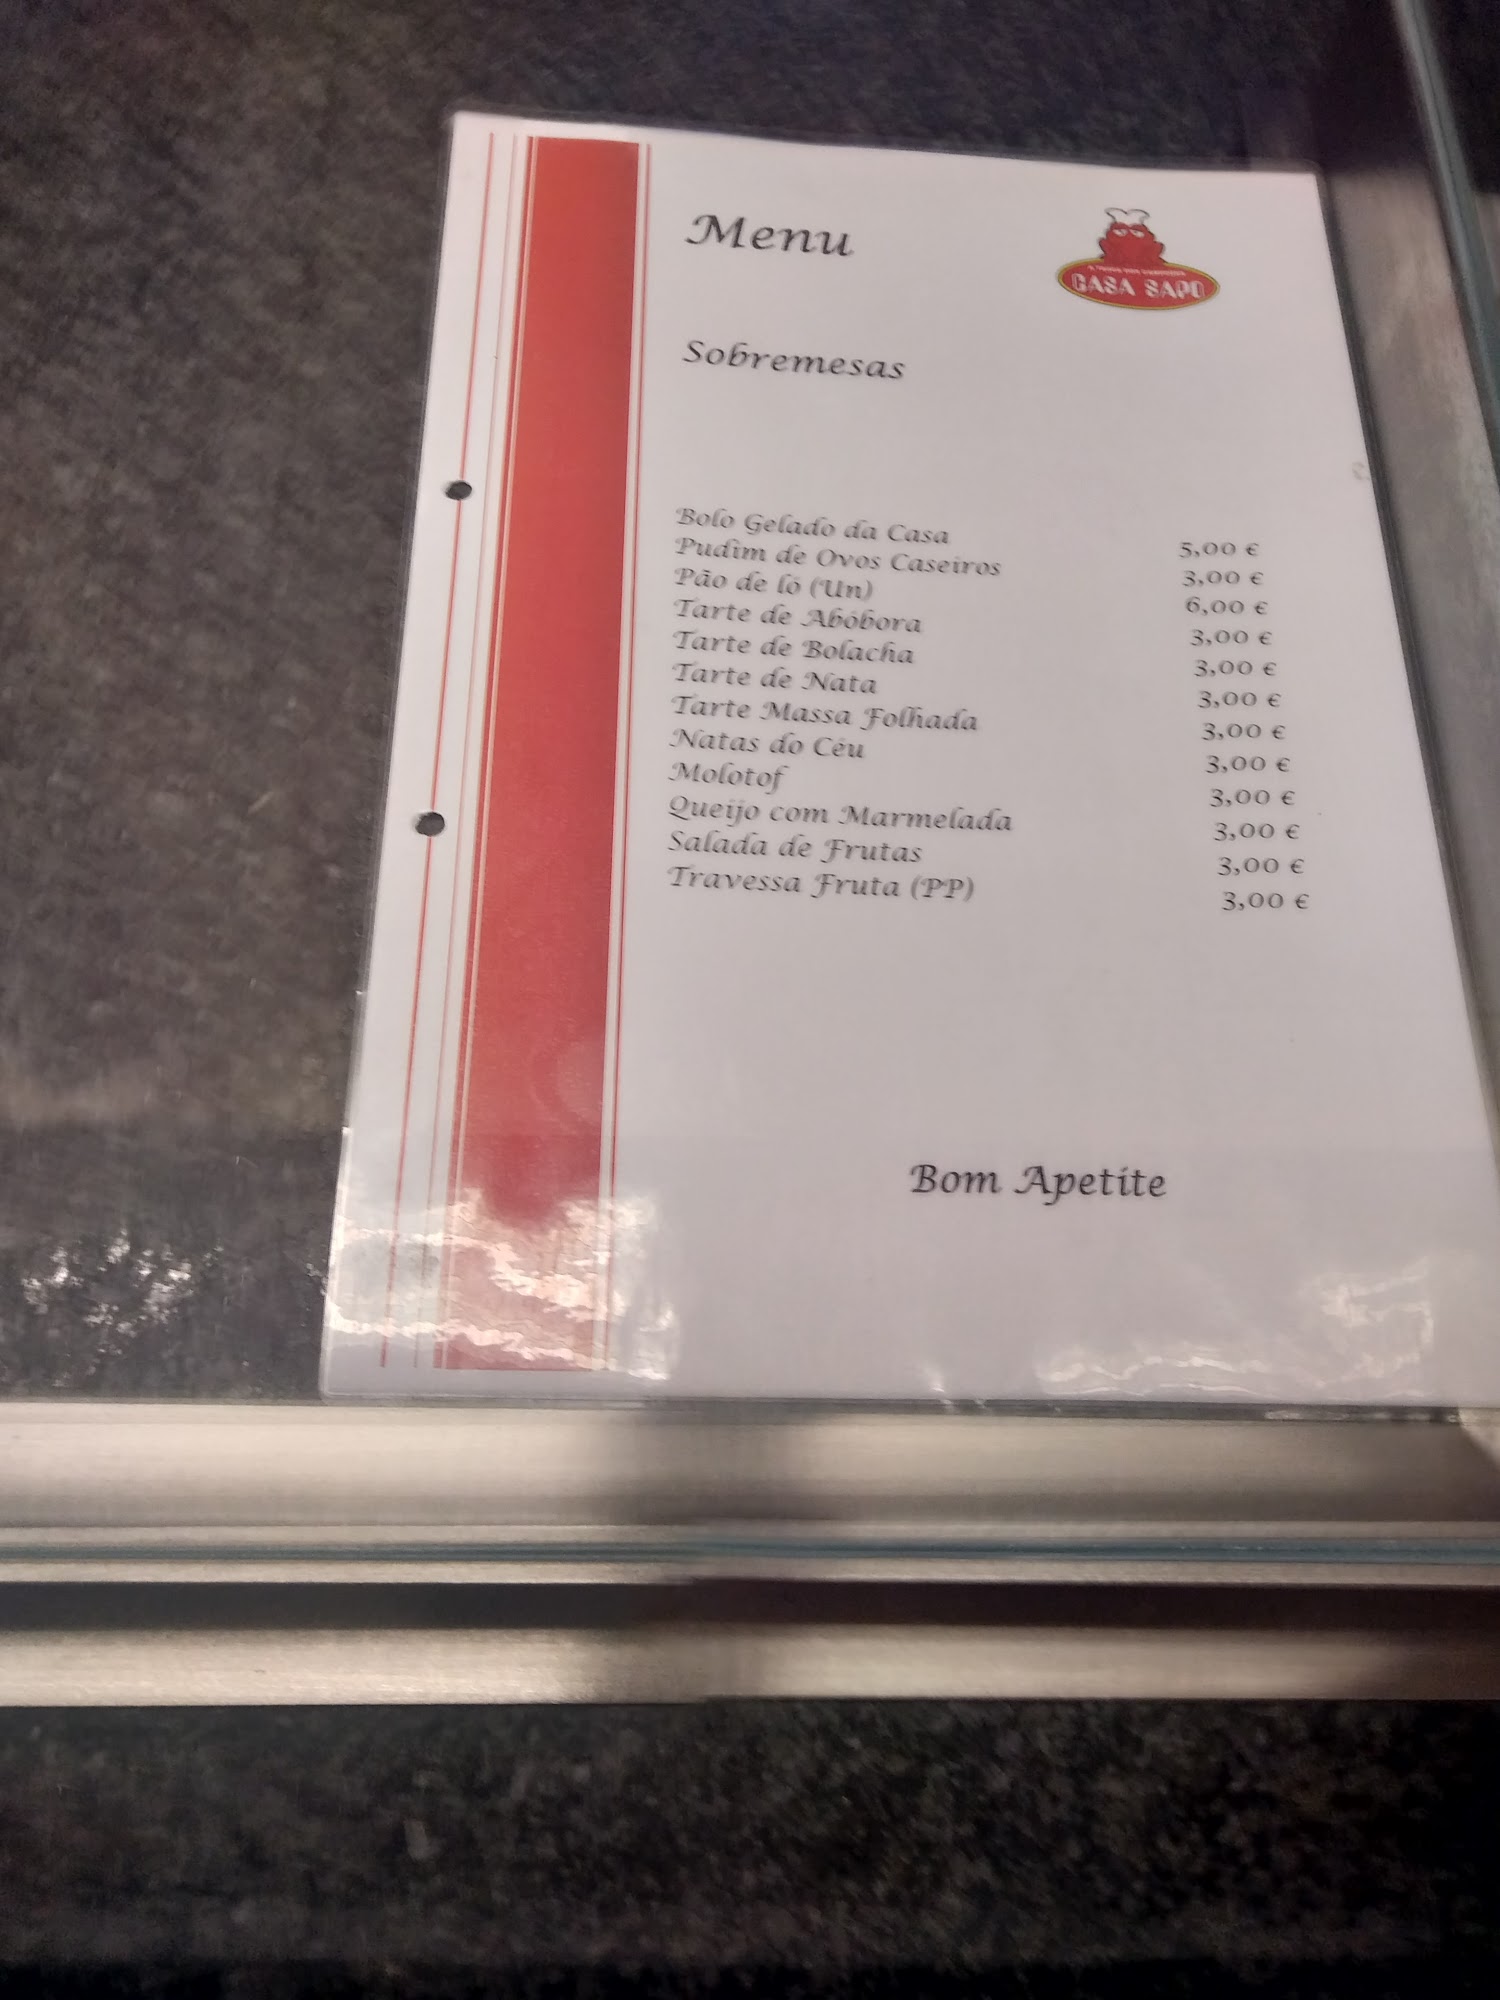 Menu
CASA SAPO
Sobremesas
Bolo Gelado da Casa 5,00 €
Pudim de Ovos Caseiros 3,00 €
Pão de ló (Un) 6,00 €
Tarte de Abóbora 3,00 €
Tarte de Bolacha 3,00 €
Tarte de Nata 3,00 €
Tarte Massa Folhada 3,00 €
Natas do Céu 3,00 €
Molotof 3,00 €
Queijo com Marmelada 3,00 €
Salada de Frutas 3,00 €
Travessa Fruta (PP) 3,00 €
Bom Apetite